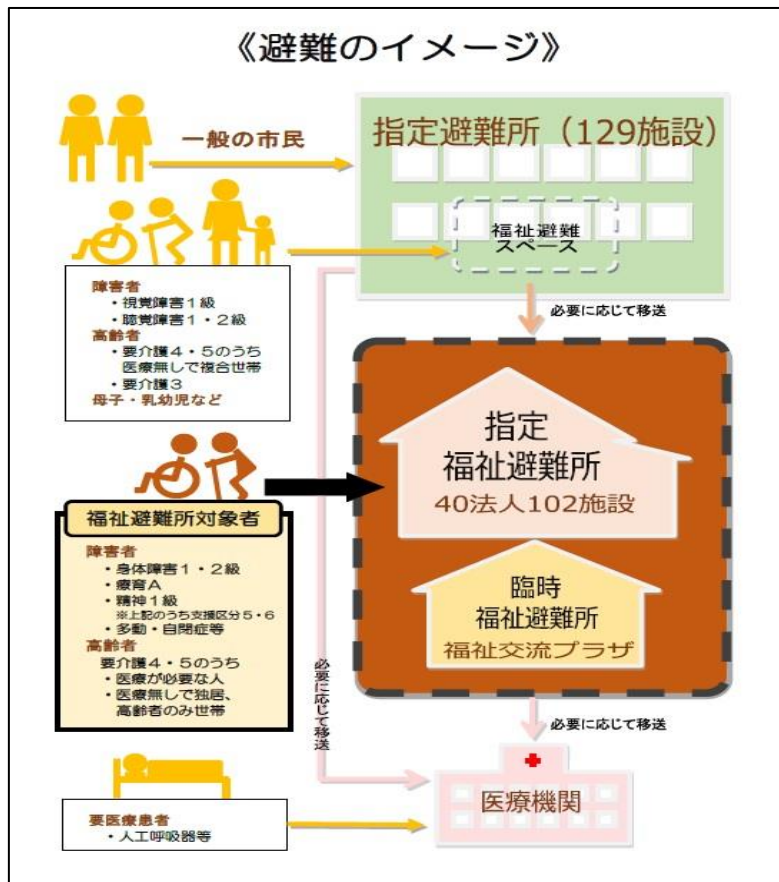 《避難のイメージ》
一般の市民
指定避難所（129施設）
福祉避難
スペース
障害者
・視覚障害１級
・聴覚障害１・２級
高齢者
・要介護４・５のうち
医療無しで複合世帯
・要介護３
母子・乳幼児など
必要に応じて移送
指定
福祉避難所
40法人102施設
福祉避難所対象者
障害者
・身体障害１・２級
・療育Ａ
・精神１級
※上記のうち支援区分５・６
・多動・自閉症等
高齢者
要介護４・５のうち
・医療が必要な人
・医療無しで独居、
高齢者のみ世帯
臨時
福祉避難所
福祉交流プラザ
必要に応じて移送
必要に応じて移送
医療機関
要医療患者
・人工呼吸器等